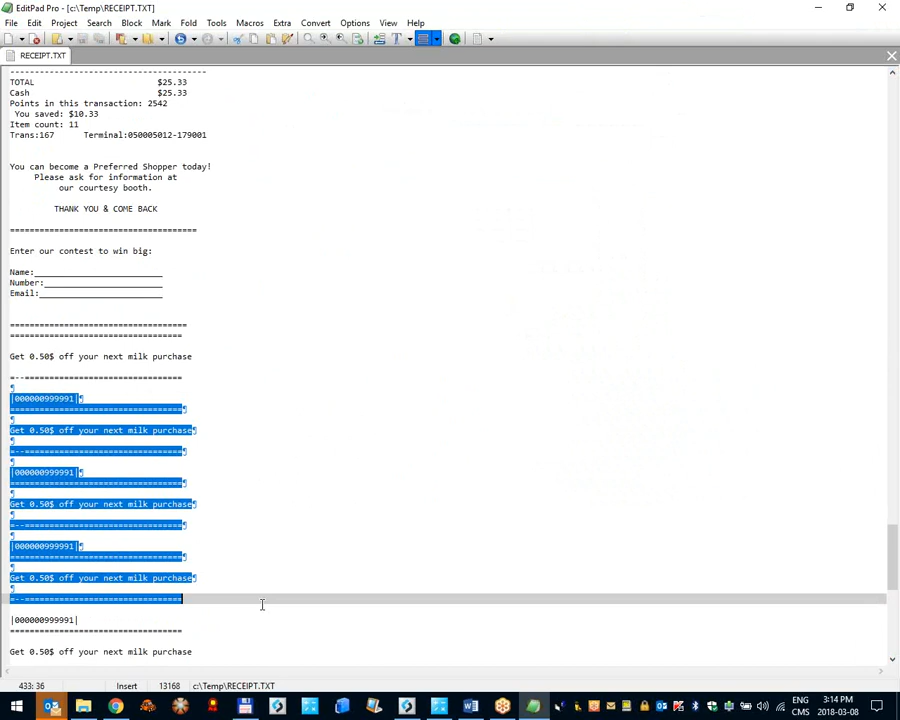 EditPad Pro - [c:\Temp\RECEIPT.TXT]
File Edit Project Search Block Mark Fold Tools Macros Extra Convert Options View Help
RECEIPT.TXT
----------------------------------------
TOTAL $25.33
Cash $25.33
Points in this transaction: 2542
You saved: $10.33
Item count: 11
Trans:167 Terminal:050005012-179001
You can become a Preferred Shopper today!
Please ask for information at
our courtesy booth.
THANK YOU & COME BACK
======================================
Enter our contest to win big:
Name:__________________________
Number:________________________
Email:_________________________
====================================
===================================
Get 0.50$ off your next milk purchase
=--================================
¶
|000000999991|¶
===================================¶
¶
Get 0.50$ off your next milk purchase¶
¶
=--================================¶
¶
|000000999991|¶
===================================¶
¶
Get 0.50$ off your next milk purchase¶
¶
=--================================¶
¶
|000000999991|¶
===================================¶
¶
Get 0.50$ off your next milk purchase¶
¶
=--================================
|000000999991|
===================================
Get 0.50$ off your next milk purchase
433: 36 Insert 13168 c:\Temp\RECEIPT.TXT
ENG 3:14 PM
CMS 2018-03-08